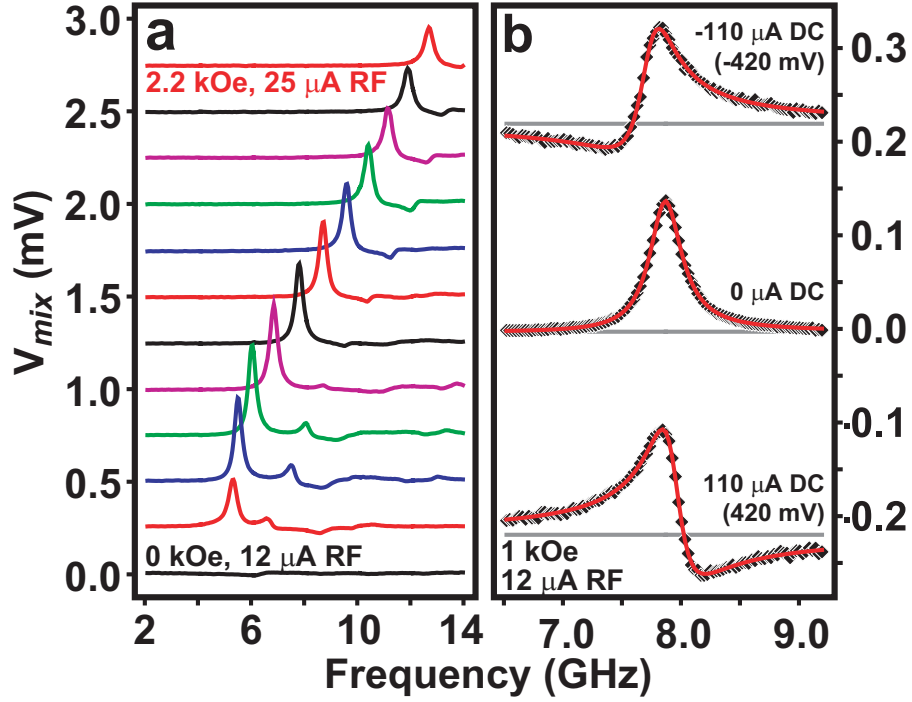 a
3.0
2.5
2.0
1.5
1.0
0.5
0.0
V_mix (mV)
2.2 kOe, 25 μA RF
0 kOe, 12 μA RF
2 6 10 14
b
-110 μA DC
(-420 mV)
0 μA DC
110 μA DC
(420 mV)
1 kOe
12 μA RF
0.3
0.2
0.1
0.0
-0.1
-0.2
7.0 8.0 9.0
Frequency (GHz)